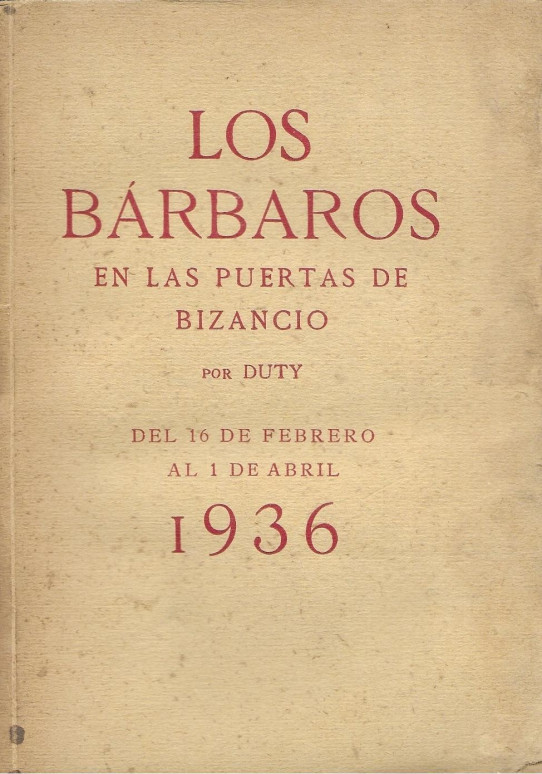 LOS
BÁRBAROS
EN LAS PUERTAS DE
BIZANCIO
POR DUTY
DEL 16 DE FEBRERO
AL 1 DE ABRIL
1936